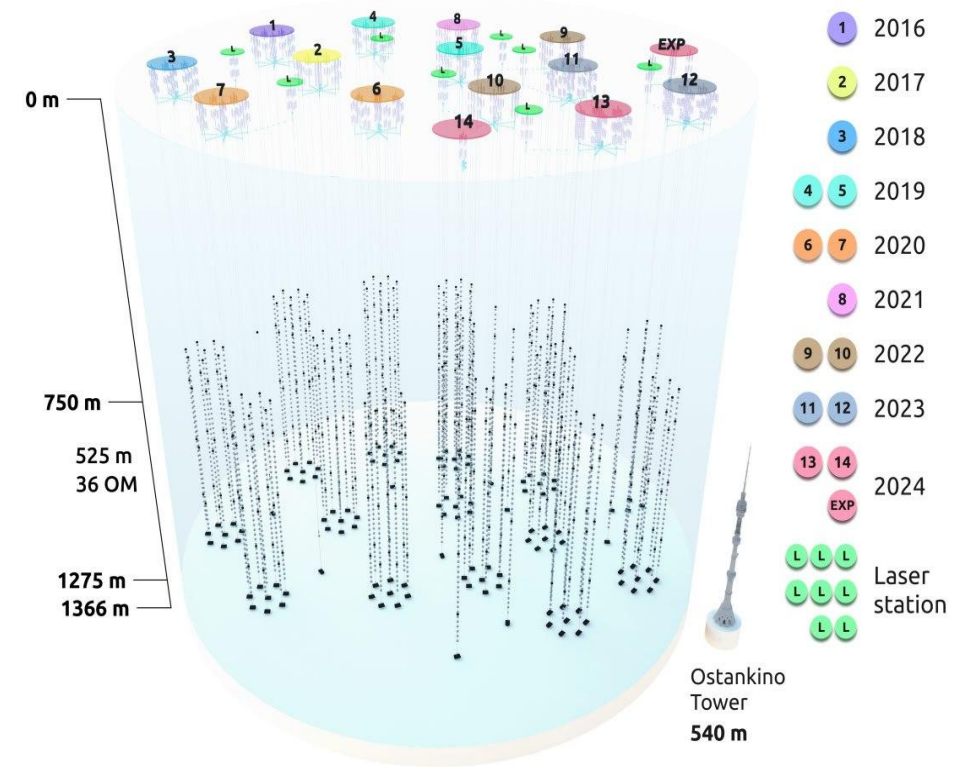 4
8
1
9
L
L
EXP
2
5
L
L
3
11
L
L
L
10
12
7
6
13
L
14
0 m
750 m
525 m
36 OM
1275 m
1366 m
1 2016
2 2017
3 2018
4 5 2019
6 7 2020
8 2021
9 10 2022
11 12 2023
13 14
EXP
2024
L L L
L L L
L L
Laser
station
Ostankino
Tower
540 m